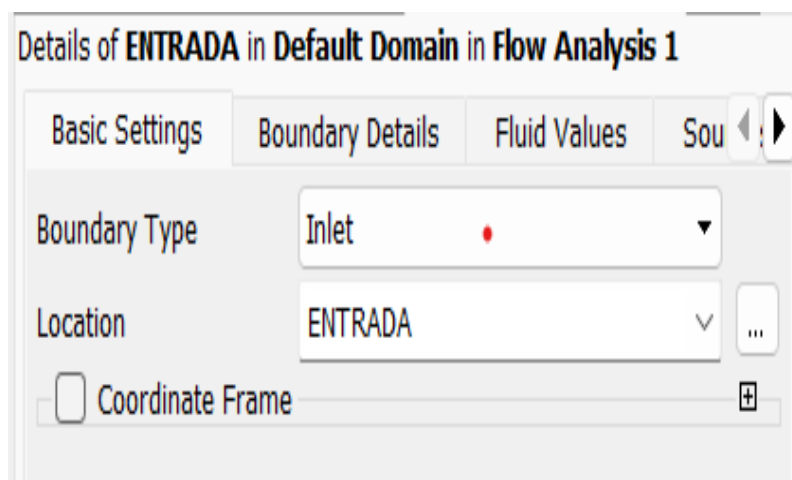 Details of ENTRADA in Default Domain in Flow Analysis 1
Basic Settings Boundary Details Fluid Values Sou
Boundary Type Inlet
Location ENTRADA ...
Coordinate Frame